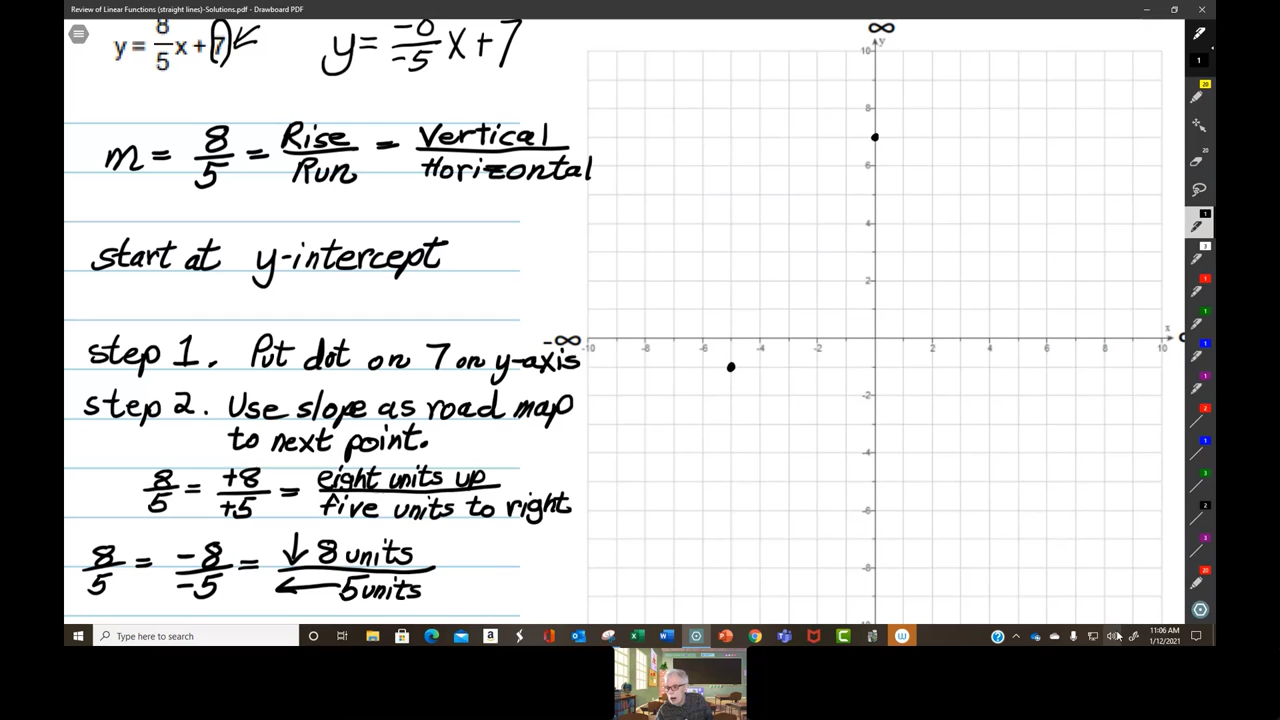 Review of Linear Functions (straight lines)-Solutions.pdf - Drawboard PDF
y = 8/5 x + 7
y = -8/-5 x + 7
m = 8/5 = Rise/Run = Vertical/Horizontal
start at y-intercept
step 1. Put dot on 7 on y-axis
step 2. Use slope as road map
to next point.
8/5 = +8/+5 = eight units up/five units to right
8/5 = -8/-5 = ↓ 8 units/← 5 units
∞
y
10
8
6
4
2
-∞
x
-10 -8 -6 -4 -2 2 4 6 8 10
-2
-4
-6
-8
Type here to search
11:06 AM
1/12/2021